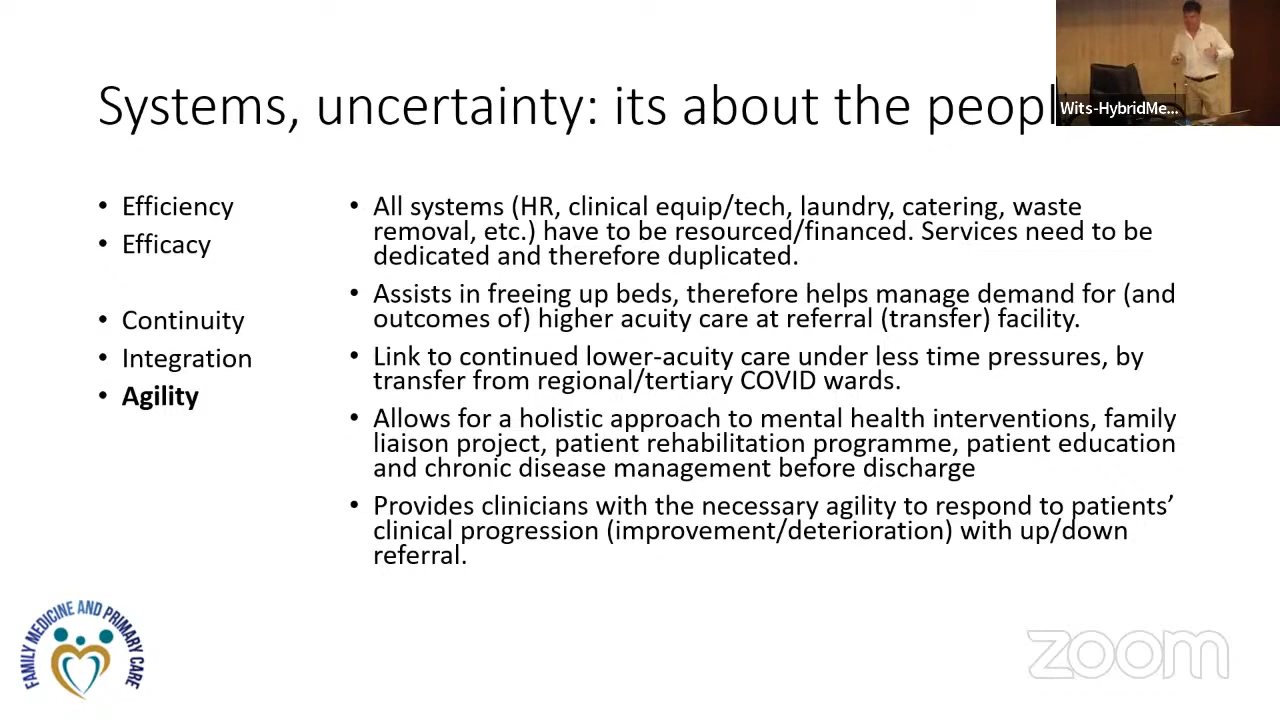 Systems, uncertainty: its about the peopl
Wits-HybridMe...
• Efficiency
• Efficacy
• Continuity
• Integration
• Agility
• All systems (HR, clinical equip/tech, laundry, catering, waste
removal, etc.) have to be resourced/financed. Services need to be
dedicated and therefore duplicated.
• Assists in freeing up beds, therefore helps manage demand for (and
outcomes of) higher acuity care at referral (transfer) facility.
• Link to continued lower-acuity care under less time pressures, by
transfer from regional/tertiary COVID wards.
• Allows for a holistic approach to mental health interventions, family
liaison project, patient rehabilitation programme, patient education
and chronic disease management before discharge
• Provides clinicians with the necessary agility to respond to patients’
clinical progression (improvement/deterioration) with up/down
referral.
FAMILY MEDICINE AND PRIMARY CARE
zoom